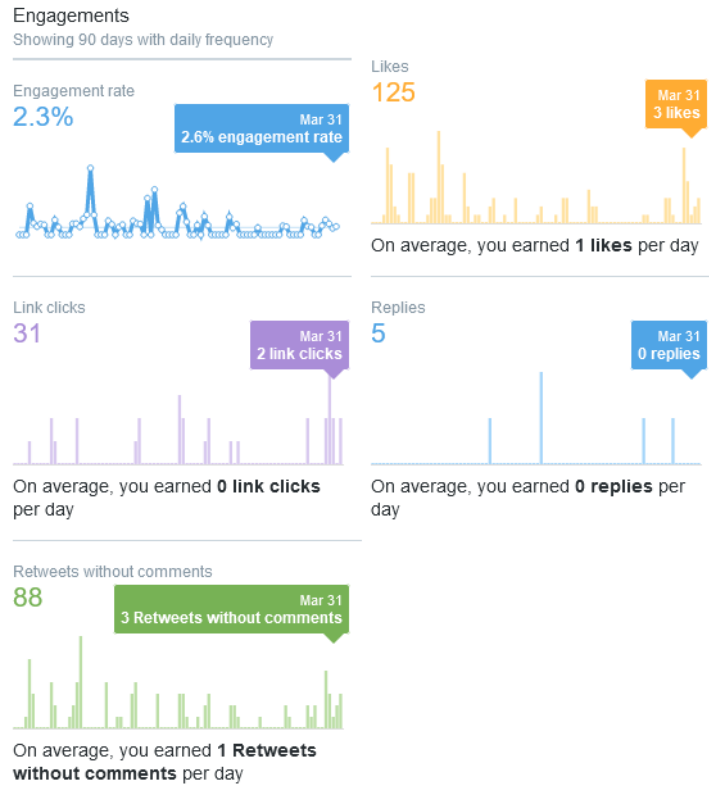 Engagements
Showing 90 days with daily frequency
Engagement rate
2.3%
Mar 31
2.6% engagement rate
Likes
125
Mar 31
3 likes
On average, you earned 1 likes per day
Link clicks
31
Mar 31
2 link clicks
On average, you earned 0 link clicks
per day
Replies
5
Mar 31
0 replies
On average, you earned 0 replies per
day
Retweets without comments
88
Mar 31
3 Retweets without comments
On average, you earned 1 Retweets
without comments per day